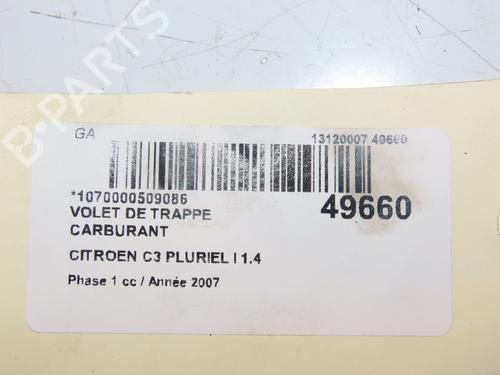 B-PARTS
GA
13120007 49660
*1070000509086
49660
VOLET DE TRAPPE
CARBURANT
CITROEN C3 PLURIEL I 1.4
Phase 1 cc / Année 2007